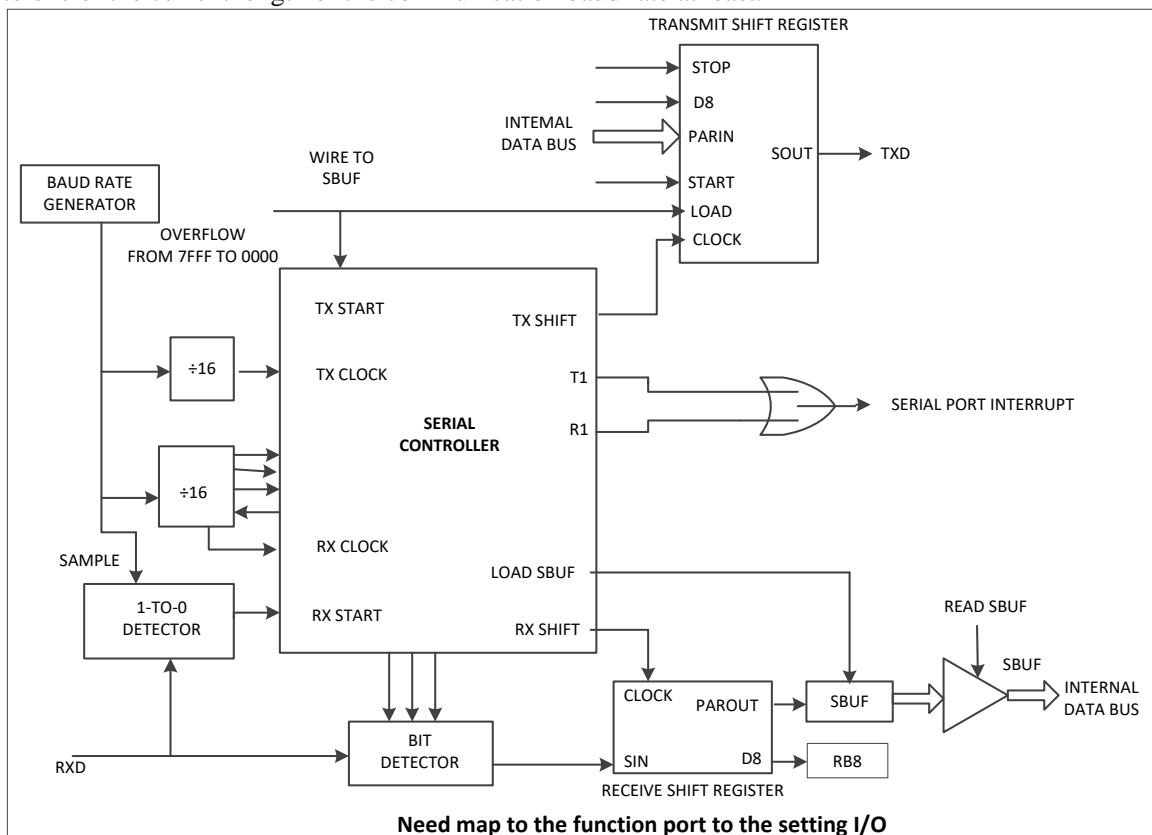 TRANSMIT SHIFT REGISTER
STOP
D8
INTEMAL
DATA BUS
PARIN
SOUT
TXD
WIRE TO
SBUF
START
BAUD RATE
GENERATOR
LOAD
OVERFLOW
FROM 7FFF TO 0000
CLOCK
TX START
TX SHIFT
÷16
TX CLOCK
T1
SERIAL PORT INTERRUPT
SERIAL
CONTROLLER
R1
÷16
RX CLOCK
SAMPLE
LOAD SBUF
1-TO-0
DETECTOR
RX START
READ SBUF
RX SHIFT
CLOCK
PAROUT
SBUF
SBUF
INTERNAL
DATA BUS
RXD
BIT
DETECTOR
SIN
D8
RB8
RECEIVE SHIFT REGISTER
Need map to the function port to the setting I/O